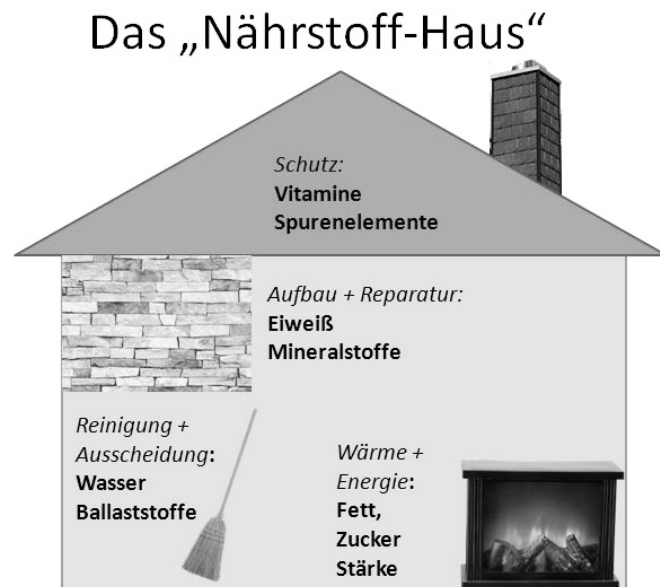 Das „Nährstoff-Haus“
Schutz:
Vitamine
Spurenelemente
Aufbau + Reparatur:
Eiweiß
Mineralstoffe
Reinigung +
Ausscheidung:
Wasser
Ballaststoffe
Wärme +
Energie:
Fett,
Zucker
Stärke